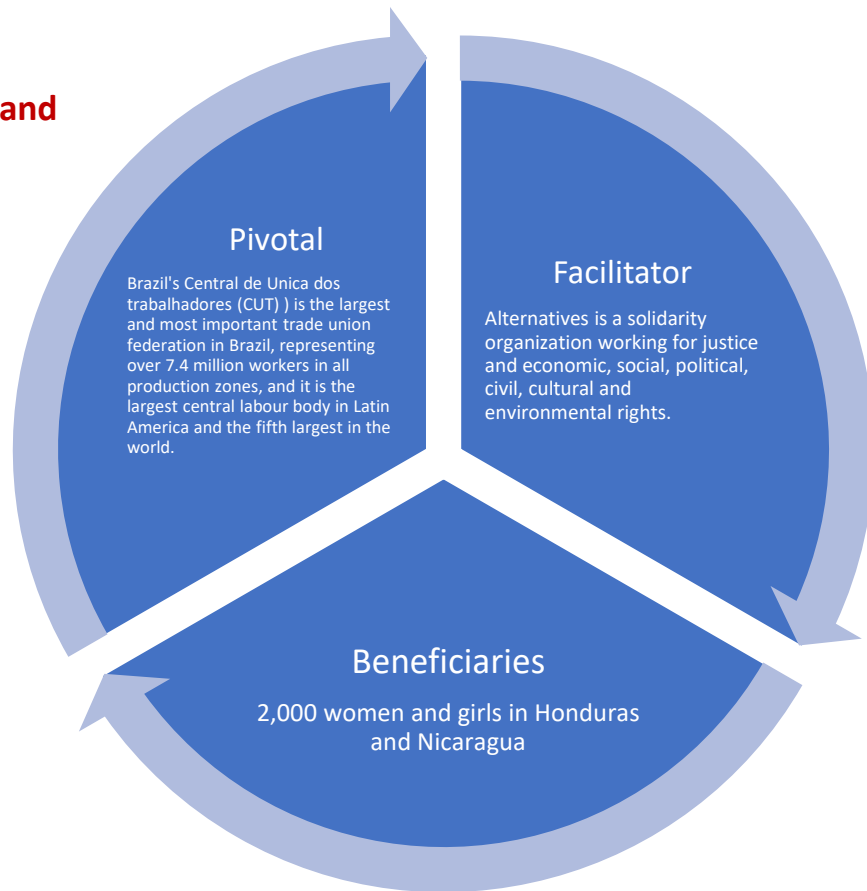 and
Pivotal
Brazil's Central de Unica dos
trabalhadores (CUT) ) is the largest
and most important trade union
federation in Brazil, representing
over 7.4 million workers in all
production zones, and it is the
largest central labour body in Latin
America and the fifth largest in the
world.
Facilitator
Alternatives is a solidarity
organization working for justice
and economic, social, political,
civil, cultural and
environmental rights.
Beneficiaries
2,000 women and girls in Honduras
and Nicaragua